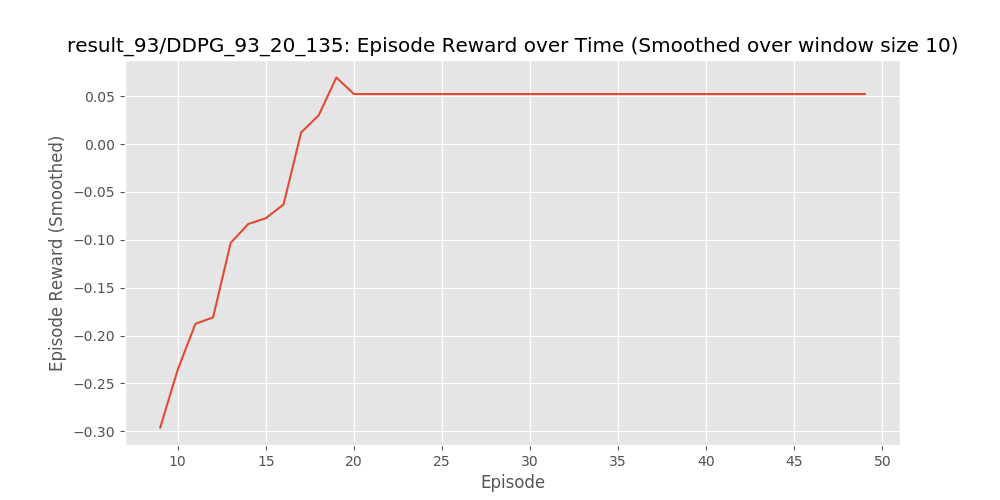 result_93/DDPG_93_20_135: Episode Reward over Time (Smoothed over window size 10)
Episode Reward (Smoothed)
0.05
0.00
−0.05
−0.10
−0.15
−0.20
−0.25
−0.30
10 15 20 25 30 35 40 45 50
Episode